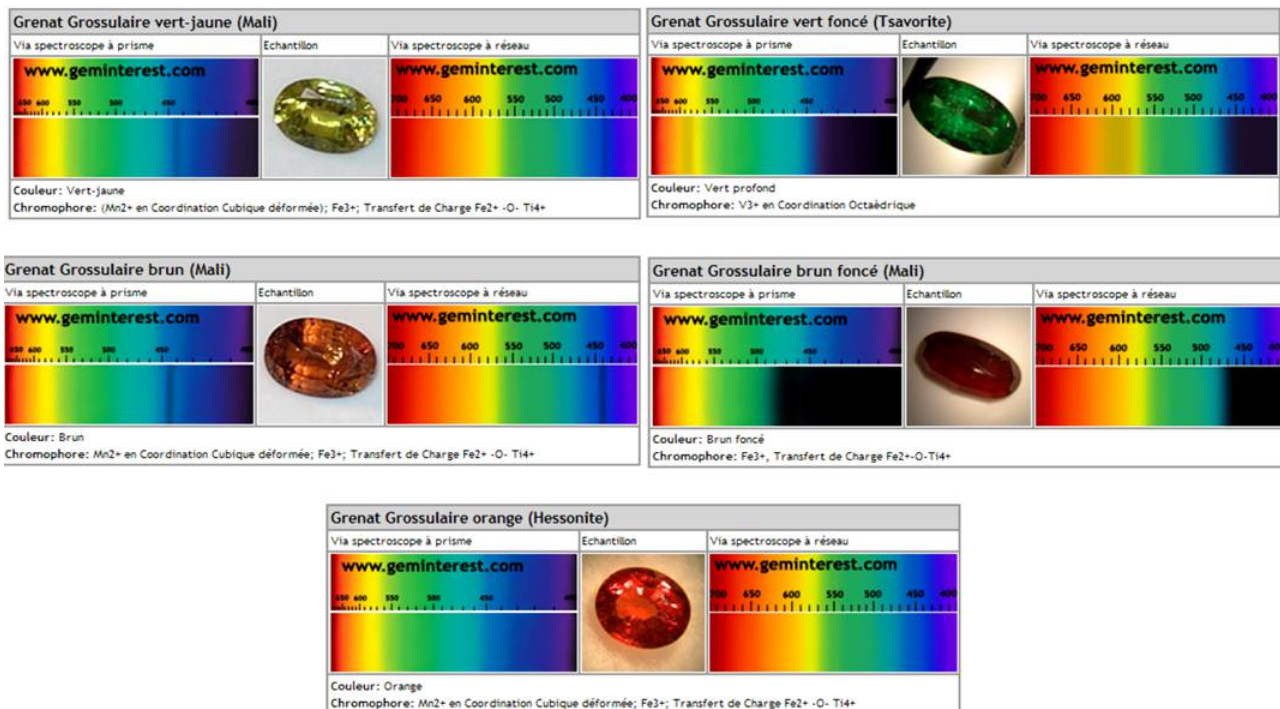 Grenat Grossulaire vert-jaune (Mali)
Via spectroscope à prisme Echantillon Via spectroscope à réseau
www.geminterest.com www.geminterest.com
650 600 550 500 450 400 700 650 600 550 500 450 400
Couleur: Vert-jaune
Chromophore: (Mn2+ en Coordination Cubique déformée); Fe3+; Transfert de Charge Fe2+ -O- Ti4+
Grenat Grossulaire vert foncé (Tsavorite)
Via spectroscope à prisme Echantillon Via spectroscope à réseau
www.geminterest.com www.geminterest.com
650 600 550 500 450 400 700 650 600 550 500 450 400
Couleur: Vert profond
Chromophore: V3+ en Coordination Octaèdrique
Grenat Grossulaire brun (Mali)
Via spectroscope à prisme Echantillon Via spectroscope à réseau
www.geminterest.com www.geminterest.com
650 600 550 500 450 400 700 650 600 550 500 450 400
Couleur: Brun
Chromophore: Mn2+ en Coordination Cubique déformée; Fe3+; Transfert de Charge Fe2+ -O- Ti4+
Grenat Grossulaire brun foncé (Mali)
Via spectroscope à prisme Echantillon Via spectroscope à réseau
www.geminterest.com www.geminterest.com
650 600 550 500 450 400 700 650 600 550 500 450 400
Couleur: Brun foncé
Chromophore: Fe3+, Transfert de Charge Fe2+-O-Ti4+
Grenat Grossulaire orange (Hessonite)
Via spectroscope à prisme Echantillon Via spectroscope à réseau
www.geminterest.com www.geminterest.com
650 600 550 500 450 400 700 650 600 550 500 450 400
Couleur: Orange
Chromophore: Mn2+ en Coordination Cubique déformée; Fe3+; Transfert de Charge Fe2+ -O- Ti4+